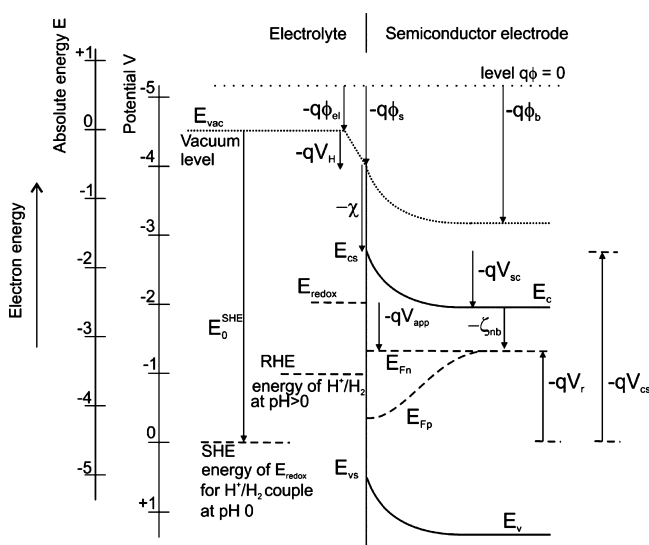 Electrolyte
Semiconductor electrode
Absolute energy E
Potential V
Electron energy
+1
0
-1
-2
-3
-4
-5
-5
-4
-3
-2
-1
0
+1
level qϕ = 0
E_vac
Vacuum
level
-qϕ_el
-qϕ_s
-qϕ_b
-qV_H
-χ
E_cs
-qV_sc
E_c
E_redox
-qV_app
-ζ_nb
E_0^SHE
RHE
energy of H⁺/H₂
at pH>0
E_Fn
E_Fp
-qV_r
-qV_cs
SHE
energy of E_redox
for H⁺/H₂ couple
at pH 0
E_vs
E_v